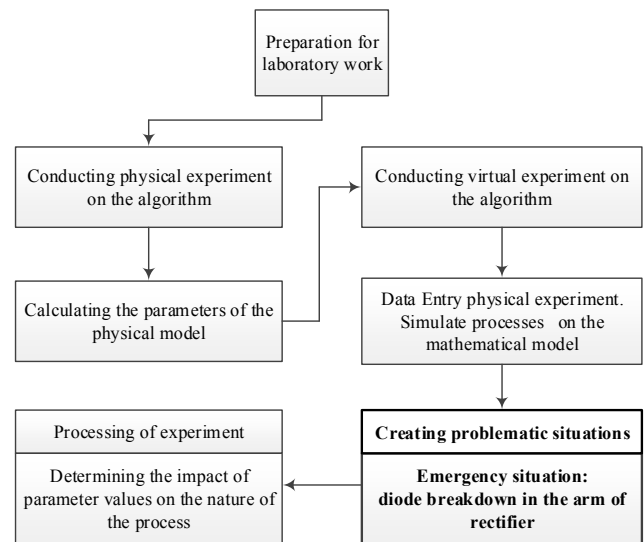 Preparation for
laboratory work
Conducting physical experiment
on the algorithm
Conducting virtual experiment on
the algorithm
Calculating the parameters of the
physical model
Data Entry physical experiment.
Simulate processes on the
mathematical model
Processing of experiment
Determining the impact of
parameter values on the nature of
the process
Creating problematic situations
Emergency situation:
diode breakdown in the arm of
rectifier